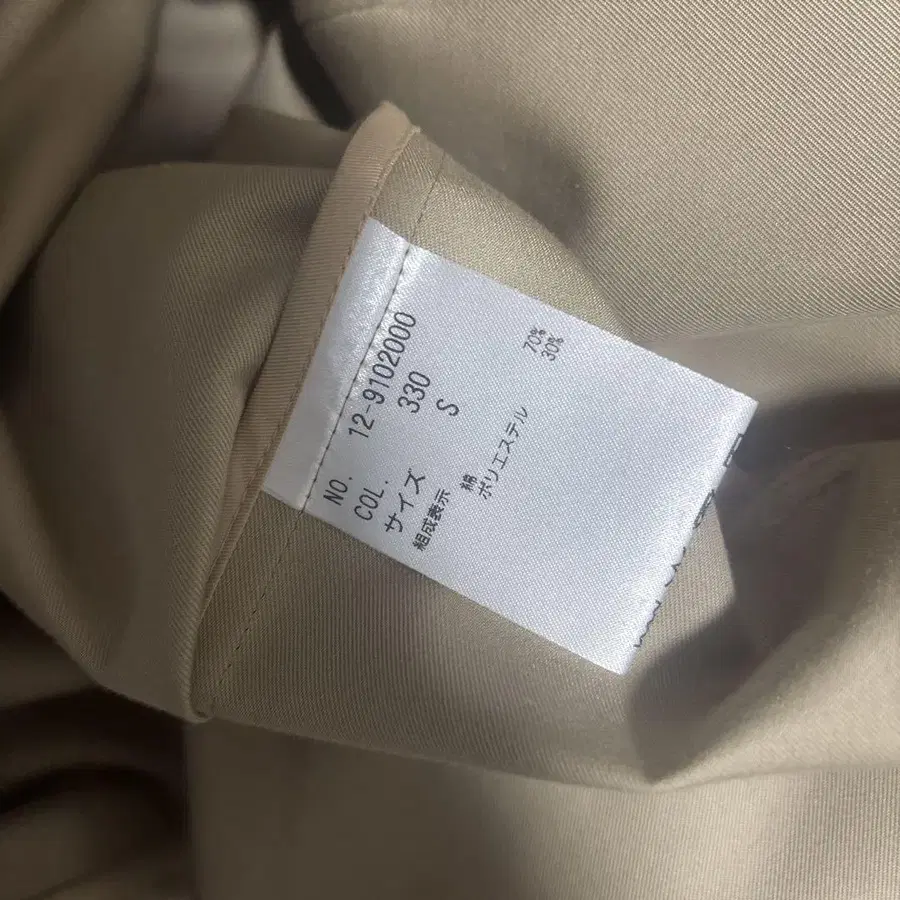 NO. 12-9102000
COL. 330
サイズ S
組成表示
綿 70%
ポリエステル 30%